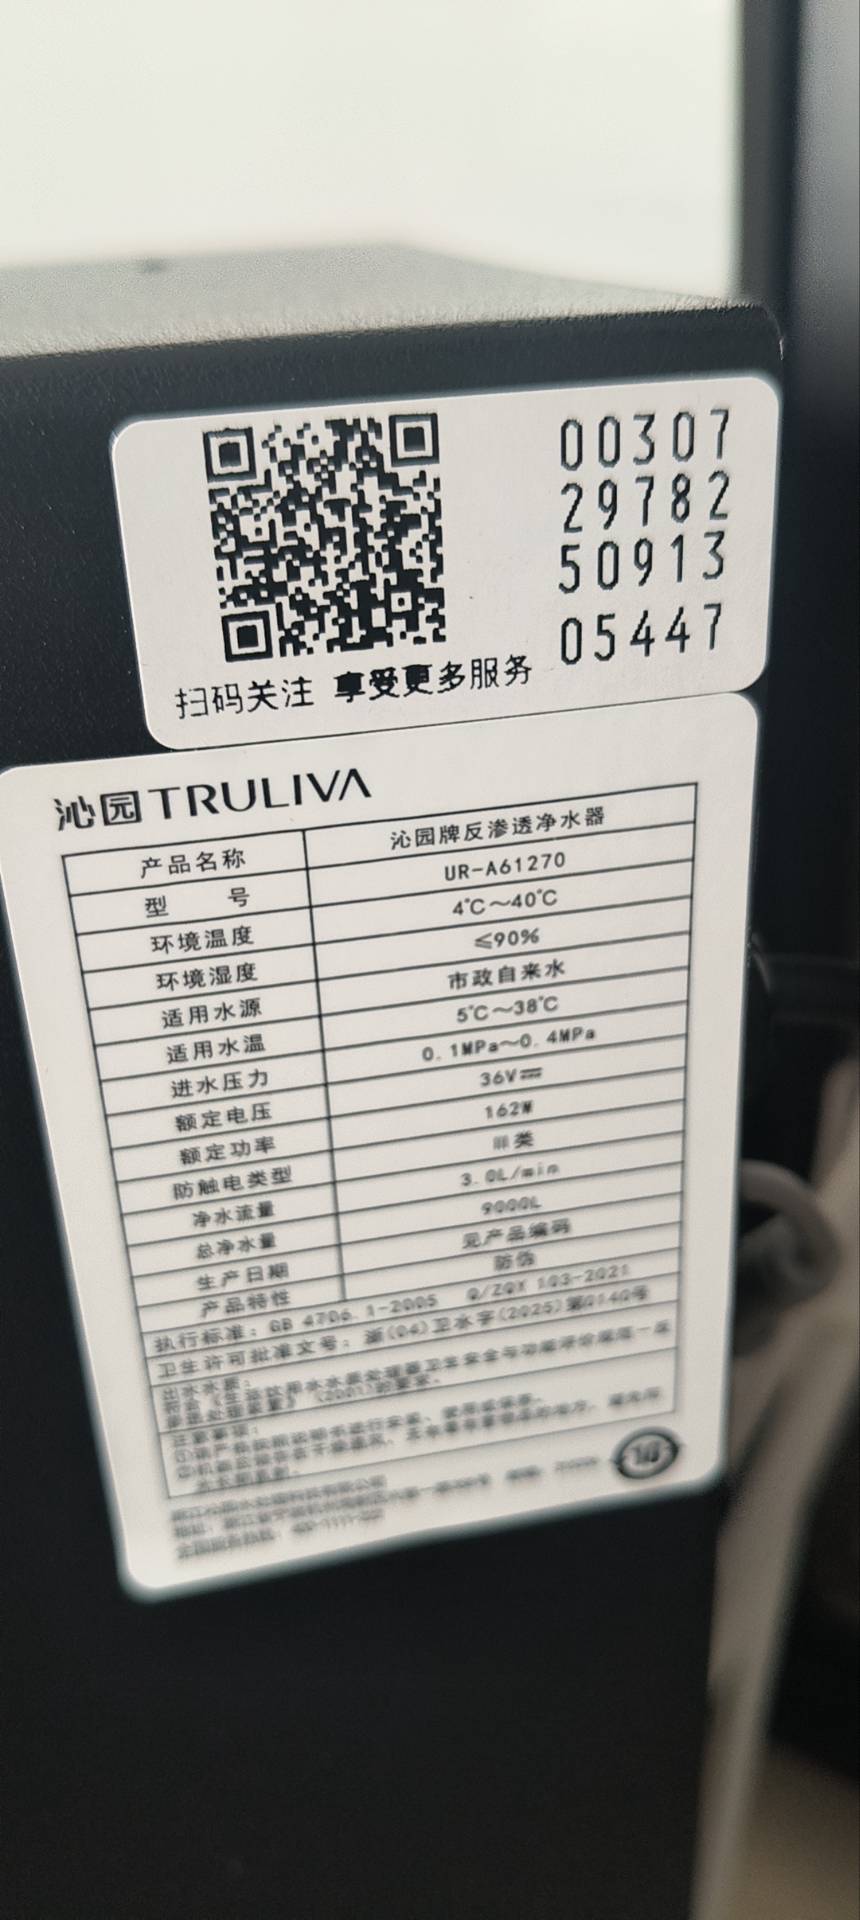 00307
29782
50913
05447
扫码关注 享受更多服务
沁园TRULIVA
产品名称 沁园牌反渗透净水器
型 号 UR-A61270
环境温度 4℃~40℃
环境湿度 ≤90%
适用水源 市政自来水
适用水温 5℃~38℃
进水压力 0.1MPa~0.4MPa
额定电压 36V⎓
额定功率 162W
防触电类型 Ⅲ类
净水流量 3.0L/min
总净水量 9000L
生产日期 见产品编码
产品特性 防伪
执行标准：GB 4706.1-2005 Q/ZQY 103-2021
卫生许可批准文号：浙(04)卫水字(2025)第0140号
出水水质：
注意事项：
10